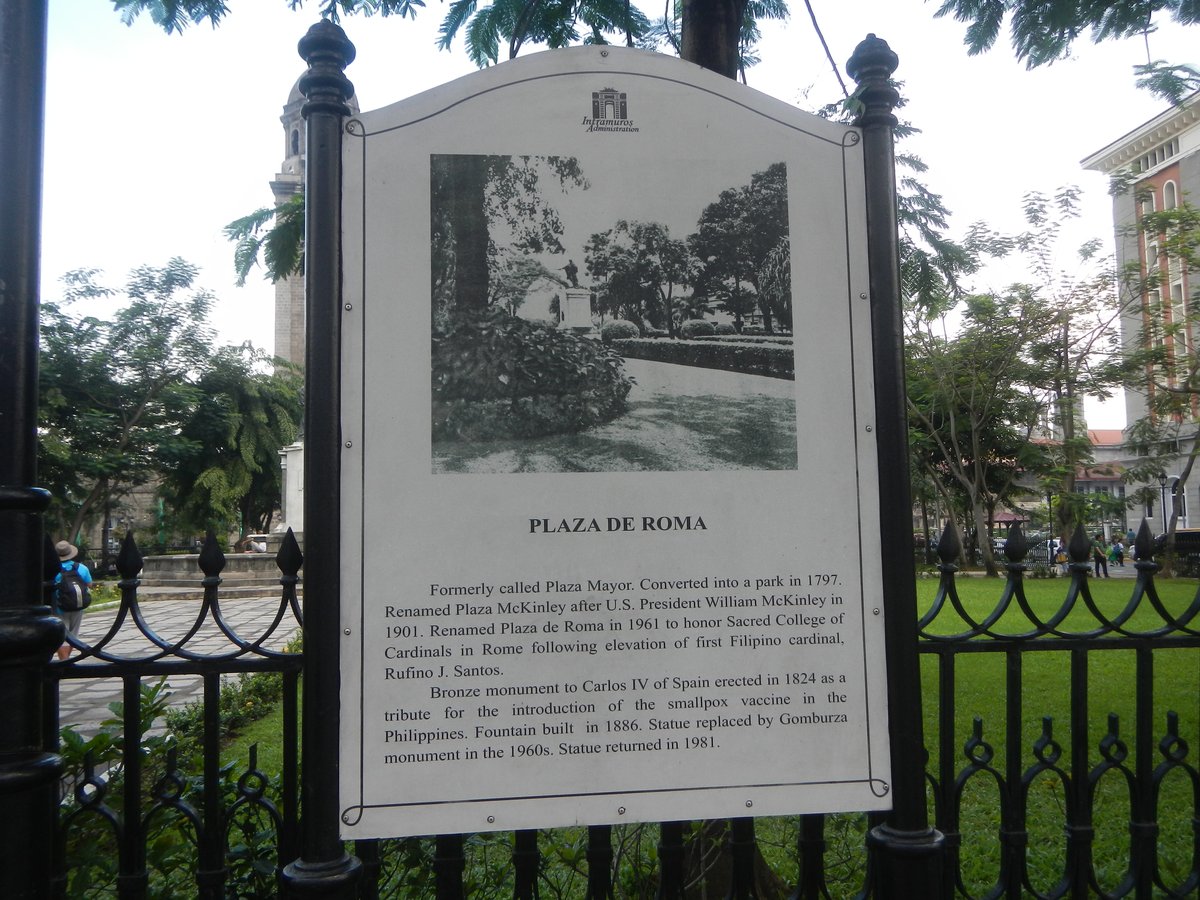 Intramuros
Administration
PLAZA DE ROMA
Formerly called Plaza Mayor. Converted into a park in 1797.
Renamed Plaza McKinley after U.S. President William McKinley in
1901. Renamed Plaza de Roma in 1961 to honor Sacred College of
Cardinals in Rome following elevation of first Filipino cardinal,
Rufino J. Santos.
Bronze monument to Carlos IV of Spain erected in 1824 as a
tribute for the introduction of the smallpox vaccine in the
Philippines. Fountain built in 1886. Statue replaced by Gomburza
monument in the 1960s. Statue returned in 1981.